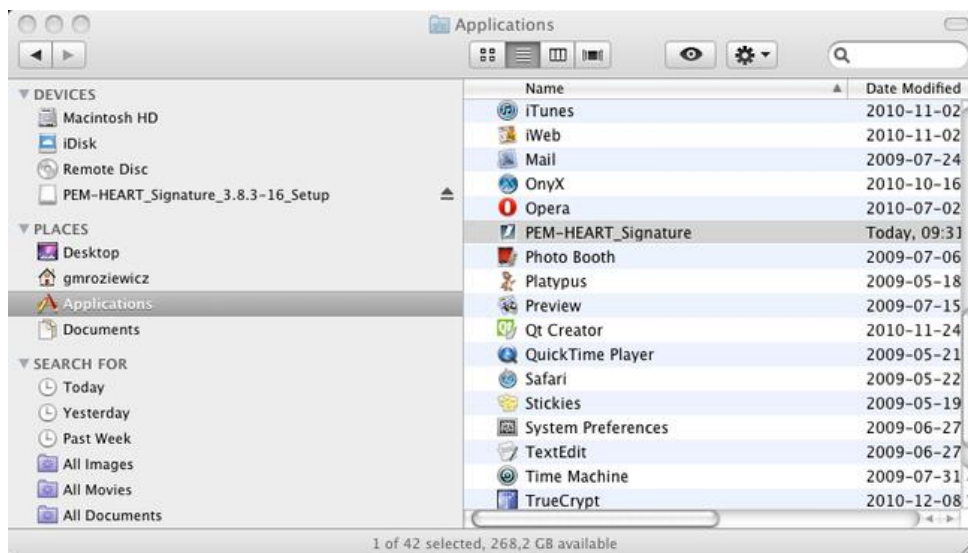 Applications
DEVICES
Macintosh HD
iDisk
Remote Disc
PEM-HEART_Signature_3.8.3-16_Setup
PLACES
Desktop
gmroziewicz
Applications
Documents
SEARCH FOR
Today
Yesterday
Past Week
All Images
All Movies
All Documents
Name Date Modified
iTunes 2010-11-02
iWeb 2010-11-02
Mail 2009-07-24
OnyX 2010-10-16
Opera 2010-07-02
PEM-HEART_Signature Today, 09:31
Photo Booth 2009-07-06
Platypus 2009-05-18
Preview 2009-07-15
Qt Creator 2010-11-24
QuickTime Player 2009-05-21
Safari 2009-05-22
Stickies 2009-05-19
System Preferences 2009-06-27
TextEdit 2009-06-27
Time Machine 2009-07-31
TrueCrypt 2010-12-08
1 of 42 selected, 268,2 GB available